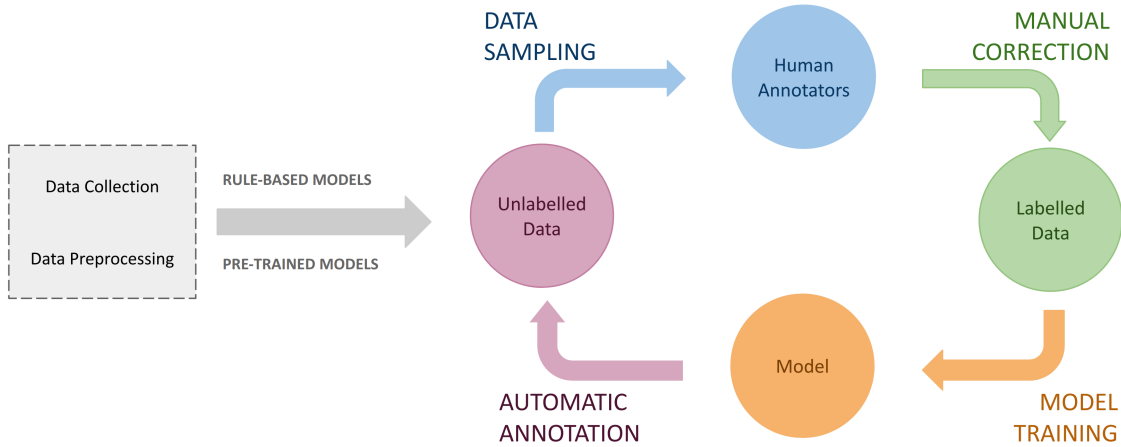 Data Collection
Data Preprocessing
RULE-BASED MODELS
PRE-TRAINED MODELS
Unlabelled
Data
DATA
SAMPLING
Human
Annotators
MANUAL
CORRECTION
Labelled
Data
MODEL
TRAINING
Model
AUTOMATIC
ANNOTATION